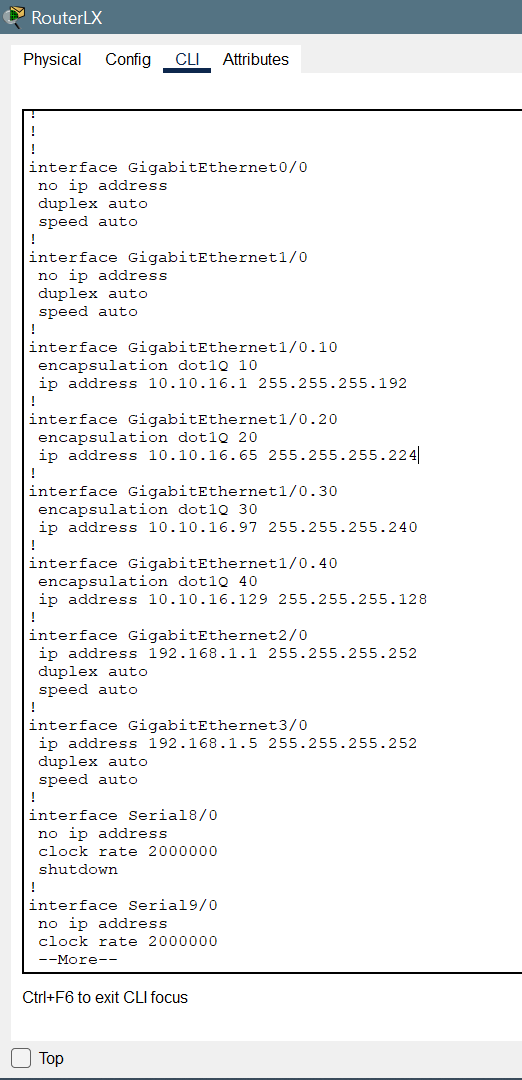 RouterLX
Physical Config CLI Attributes
!
!
!
interface GigabitEthernet0/0
no ip address
duplex auto
speed auto
!
interface GigabitEthernet1/0
no ip address
duplex auto
speed auto
!
interface GigabitEthernet1/0.10
encapsulation dot1Q 10
ip address 10.10.16.1 255.255.255.192
!
interface GigabitEthernet1/0.20
encapsulation dot1Q 20
ip address 10.10.16.65 255.255.255.224
!
interface GigabitEthernet1/0.30
encapsulation dot1Q 30
ip address 10.10.16.97 255.255.255.240
!
interface GigabitEthernet1/0.40
encapsulation dot1Q 40
ip address 10.10.16.129 255.255.255.128
!
interface GigabitEthernet2/0
ip address 192.168.1.1 255.255.255.252
duplex auto
speed auto
!
interface GigabitEthernet3/0
ip address 192.168.1.5 255.255.255.252
duplex auto
speed auto
!
interface Serial8/0
no ip address
clock rate 2000000
shutdown
!
interface Serial9/0
no ip address
clock rate 2000000
--More--
Ctrl+F6 to exit CLI focus
Top